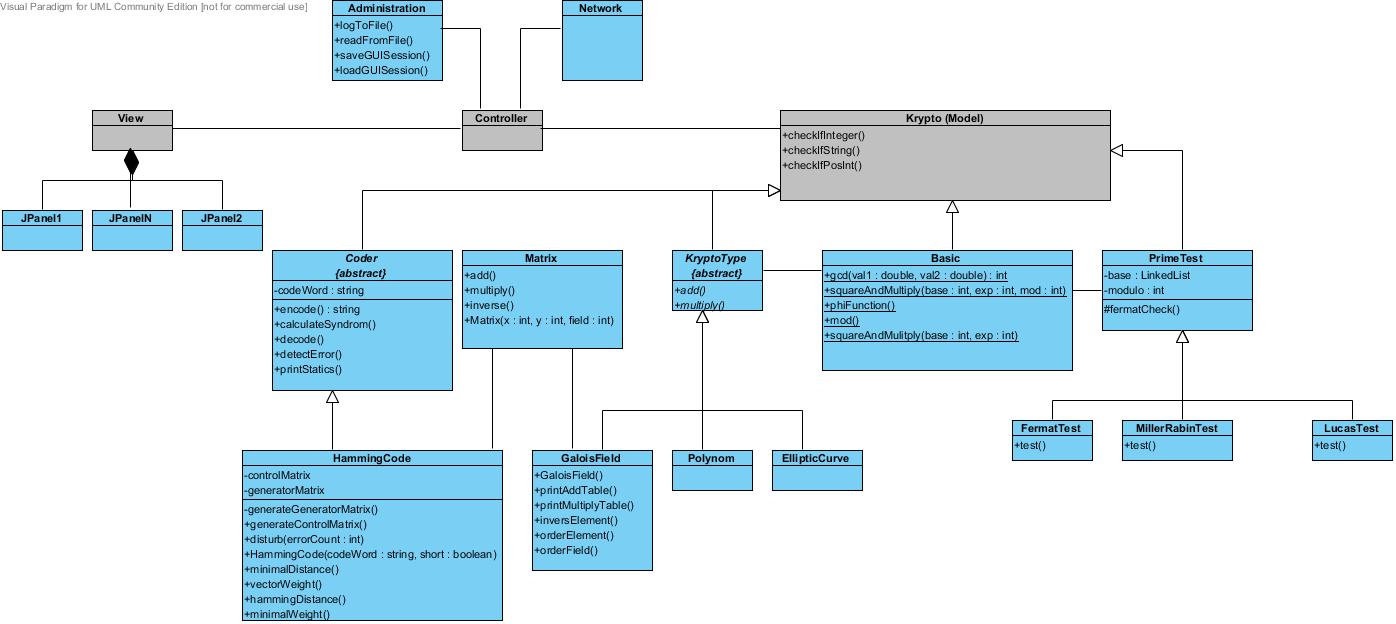 Visual Paradigm for UML Community Edition [not for commercial use]
Administration
+logToFile()
+readFromFile()
+saveGUISession()
+loadGUISession()
Network
View
Controller
Krypto (Model)
+checkIfInteger()
+checkIfString()
+checkIfPosInt()
JPanel1
JPanelN
JPanel2
Coder
{abstract}
-codeWord : string
+encode() : string
+calculateSyndrom()
+decode()
+detectError()
+printStatics()
Matrix
+add()
+multiply()
+inverse()
+Matrix(x : int, y : int, field : int)
KryptoType
{abstract}
+add()
+multiply()
Basic
+gcd(val1 : double, val2 : double) : int
+squareAndMultiply(base : int, exp : int, mod : int)
+phiFunction()
+mod()
+squareAndMulitply(base : int, exp : int)
PrimeTest
-base : LinkedList
-modulo : int
#fermatCheck()
HammingCode
-controlMatrix
-generatorMatrix
-generateGeneratorMatrix()
+generateControlMatrix()
+disturb(errorCount : int)
+HammingCode(codeWord : string, short : boolean)
+minimalDistance()
+vectorWeight()
+hammingDistance()
+minimalWeight()
GaloisField
+GaloisField()
+printAddTable()
+printMultiplyTable()
+inversElement()
+orderElement()
+orderField()
Polynom
EllipticCurve
FermatTest
+test()
MillerRabinTest
+test()
LucasTest
+test()